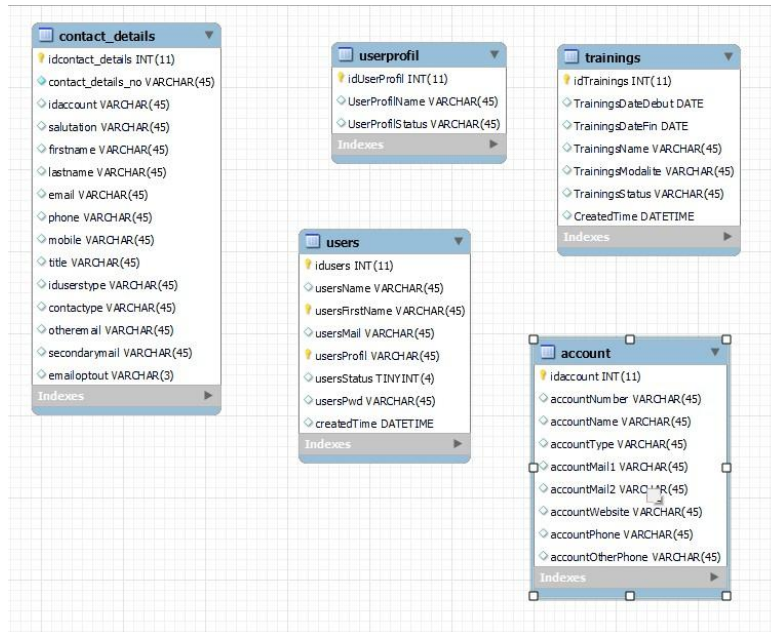 contact_details
idcontact_details INT(11)
contact_details_no VARCHAR(45)
idaccount VARCHAR(45)
salutation VARCHAR(45)
firstname VARCHAR(45)
lastname VARCHAR(45)
email VARCHAR(45)
phone VARCHAR(45)
mobile VARCHAR(45)
title VARCHAR(45)
iduserstype VARCHAR(45)
contactype VARCHAR(45)
otheremail VARCHAR(45)
secondarymail VARCHAR(45)
emailoptout VARCHAR(3)
Indexes
userprofil
idUserProfil INT(11)
UserProfilName VARCHAR(45)
UserProfilStatus VARCHAR(45)
Indexes
trainings
idTrainings INT(11)
TrainingsDateDebut DATE
TrainingsDateFin DATE
TrainingsName VARCHAR(45)
TrainingsModalite VARCHAR(45)
TrainingsStatus VARCHAR(45)
CreatedTime DATETIME
Indexes
users
idusers INT(11)
usersName VARCHAR(45)
usersFirstName VARCHAR(45)
usersMail VARCHAR(45)
usersProfil VARCHAR(45)
usersStatus TINYINT(4)
usersPwd VARCHAR(45)
createdTime DATETIME
Indexes
account
idaccount INT(11)
accountNumber VARCHAR(45)
accountName VARCHAR(45)
accountType VARCHAR(45)
accountMail1 VARCHAR(45)
accountMail2 VARCHAR(45)
accountWebsite VARCHAR(45)
accountPhone VARCHAR(45)
accountOtherPhone VARCHAR(45)
Indexes